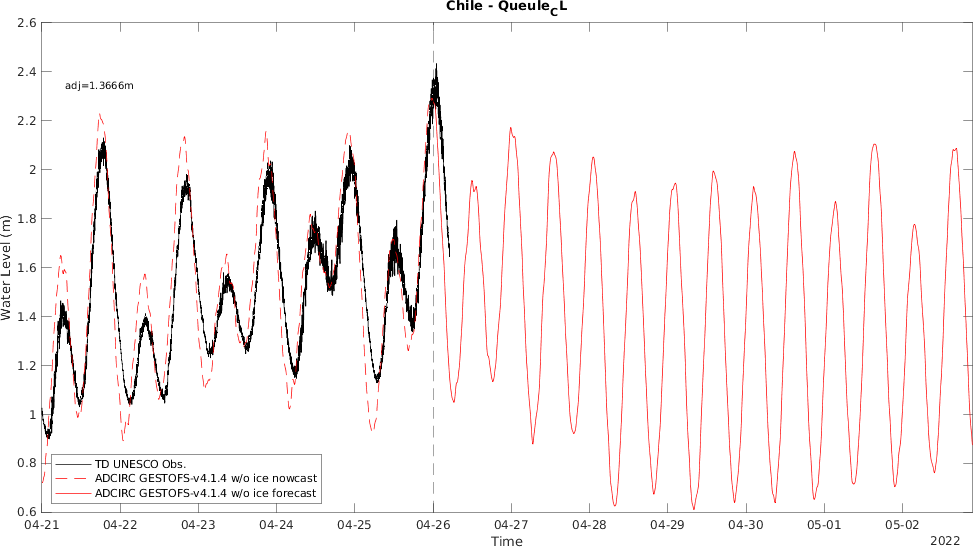 Chile - Queule_CL
2.6
2.4
2.2
2
1.8
1.6
1.4
1.2
1
0.8
0.6
Water Level (m)
adj=1.3666m
TD UNESCO Obs.
ADCIRC GESTOFS-v4.1.4 w/o ice nowcast
ADCIRC GESTOFS-v4.1.4 w/o ice forecast
04-21 04-22 04-23 04-24 04-25 04-26 04-27 04-28 04-29 04-30 05-01 05-02
Time
2022